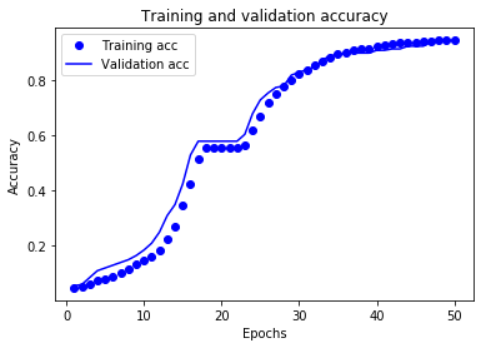 Training and validation accuracy
Training acc
Validation acc
0.8
0.6
0.4
0.2
Accuracy
0 10 20 30 40 50
Epochs